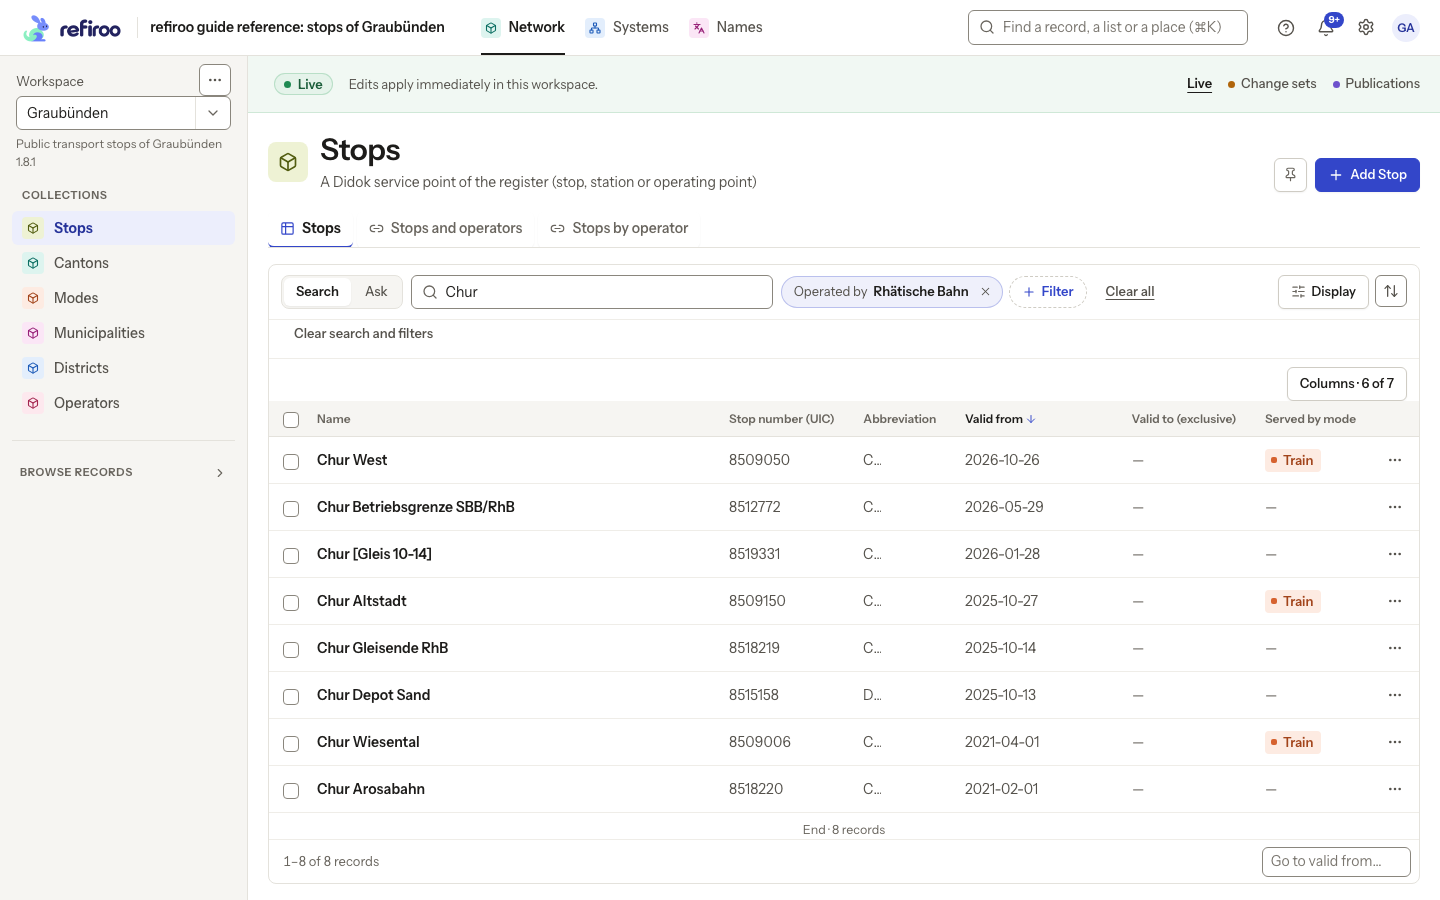 refiroo
refiroo guide reference: stops of Graubünden
Network
Systems
Names
Find a record, a list or a place (⌘K)
9+
GA
Workspace
Graubünden
Public transport stops of Graubünden
1.8.1
COLLECTIONS
Stops
Cantons
Modes
Municipalities
Districts
Operators
BROWSE RECORDS
Live
Edits apply immediately in this workspace.
Live
Change sets
Publications
Stops
A Didok service point of the register (stop, station or operating point)
Add Stop
Stops
Stops and operators
Stops by operator
Search
Ask
Chur
Operated by Rhätische Bahn
Filter
Clear all
Display
Clear search and filters
Columns · 6 of 7
Name Stop number (UIC) Abbreviation Valid from Valid to (exclusive) Served by mode
Chur West 8509050 C… 2026-10-26 — Train
Chur Betriebsgrenze SBB/RhB 8512772 C… 2026-05-29 — —
Chur [Gleis 10-14] 8519331 C… 2026-01-28 — —
Chur Altstadt 8509150 C… 2025-10-27 — Train
Chur Gleisende RhB 8518219 C… 2025-10-14 — —
Chur Depot Sand 8515158 D… 2025-10-13 — —
Chur Wiesental 8509006 C… 2021-04-01 — Train
Chur Arosabahn 8518220 C… 2021-02-01 — —
End · 8 records
1–8 of 8 records
Go to valid from…